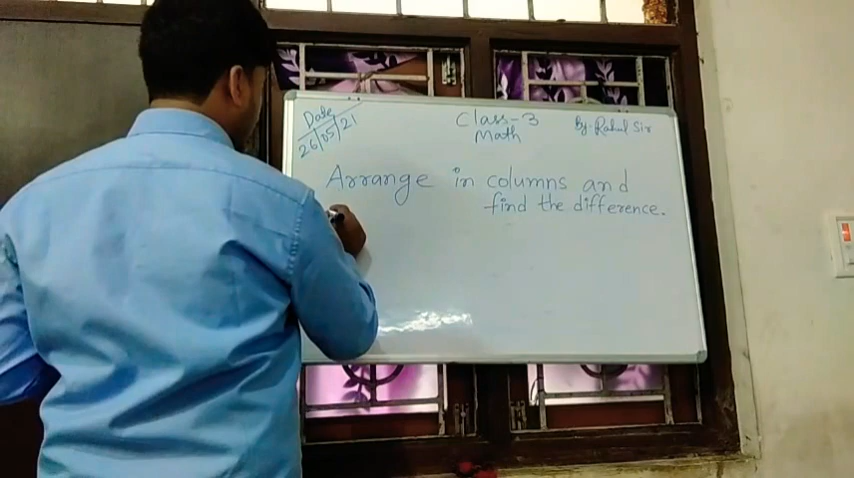 Date
26/05/21
Class-3
Math
By-Rahul Sir
Arrange in columns and
find the difference.